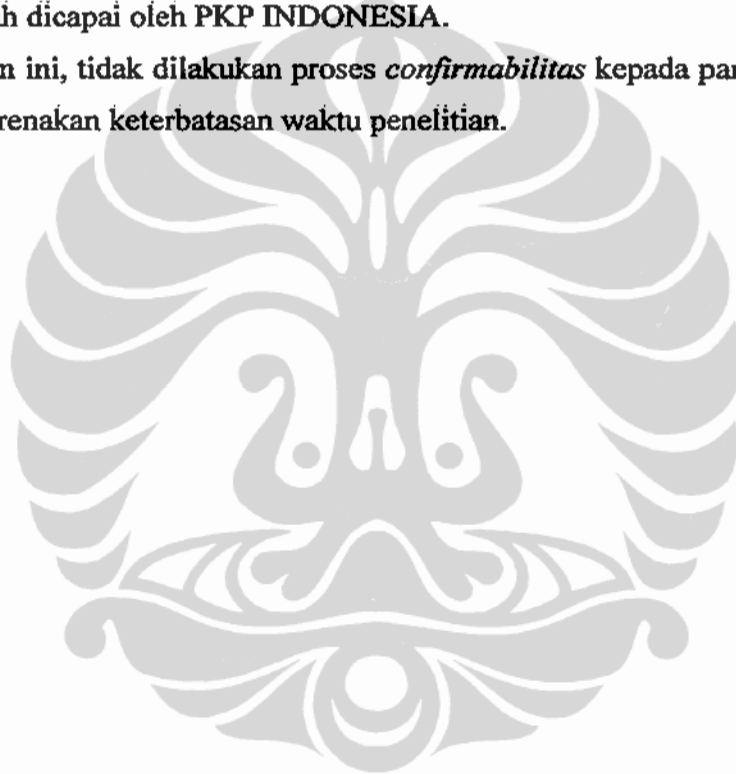 h dicapai oleh PKP INDONESIA.
n ini, tidak dilakukan proses confirmabilitas kepada par
renakan keterbatasan waktu penelitian.